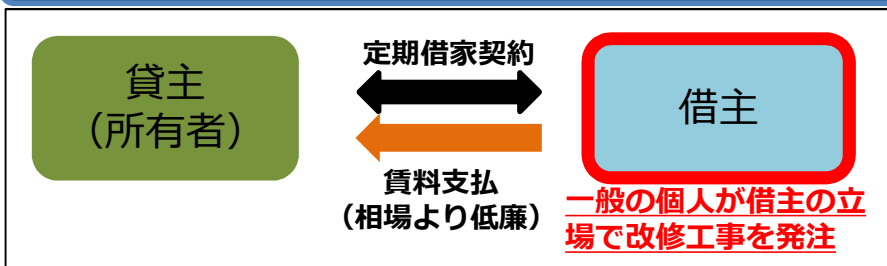 定期借家契約
貸主
（所有者）
借主
賃料支払
（相場より低廉）
一般の個人が借主の立
場で改修工事を発注